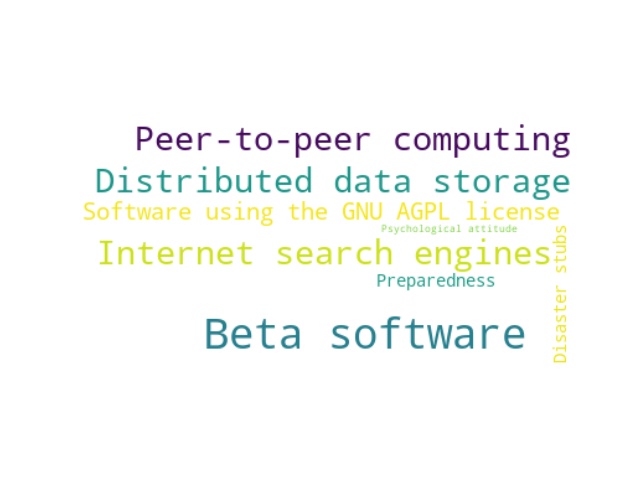 Peer-to-peer computing
Distributed data storage
Software using the GNU AGPL license
Psychological attitude
Internet search engines
Preparedness
Beta software
Disaster stubs